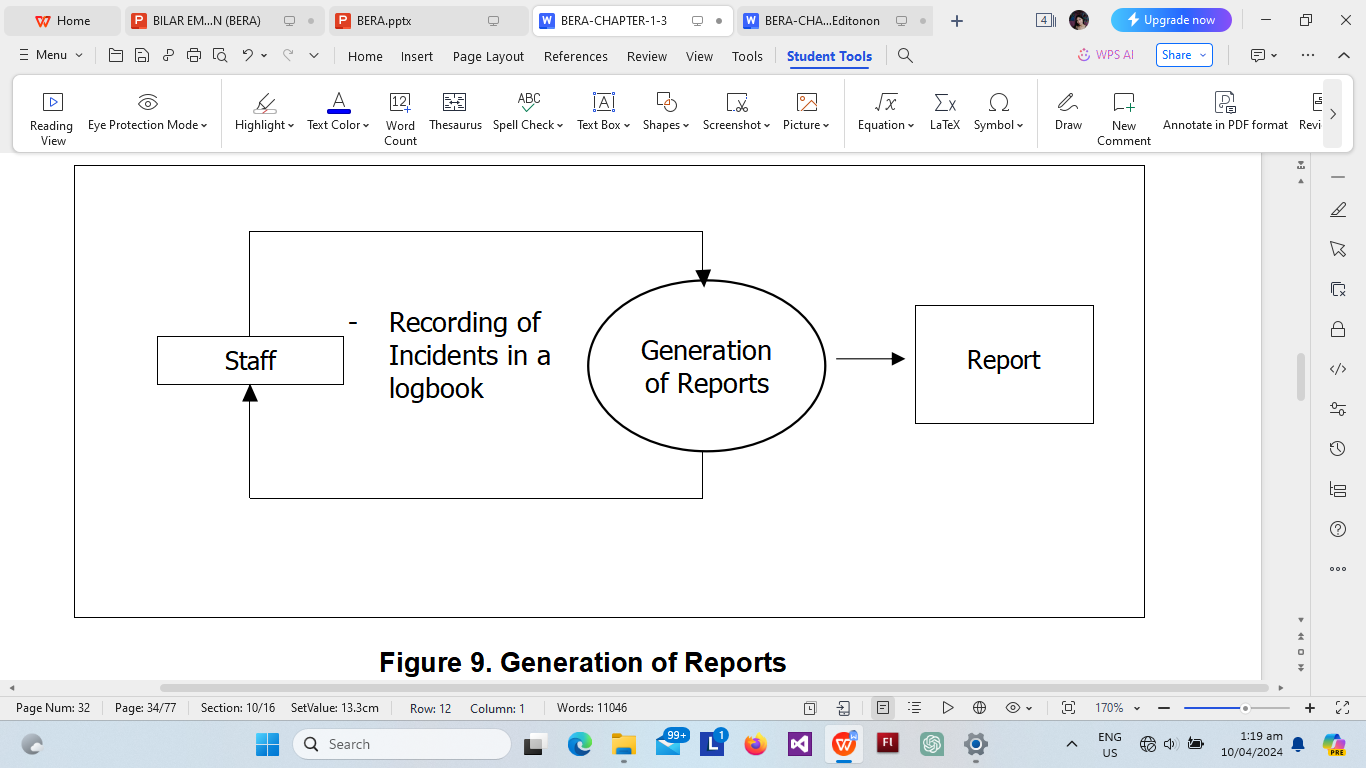 Home
BILAR EM...N (BERA)
BERA.pptx
BERA-CHAPTER-1-3
BERA-CHA...Editonon
4
Upgrade now
Menu
Home
Insert
Page Layout
References
Review
View
Tools
Student Tools
WPS AI
Share
Reading
View
Eye Protection Mode
Highlight
Text Color
Word
Count
Thesaurus
Spell Check
Text Box
Shapes
Screenshot
Picture
Equation
LaTeX
Symbol
Draw
New
Comment
Annotate in PDF format
Staff
- Recording of
Incidents in a
logbook
Generation
of Reports
Report
Figure 9. Generation of Reports
Page Num: 32
Page: 34/77
Section: 10/16
SetValue: 13.3cm
Row: 12
Column: 1
Words: 11046
170%
Search
99+
1
ENG
US
1:19 am
10/04/2024